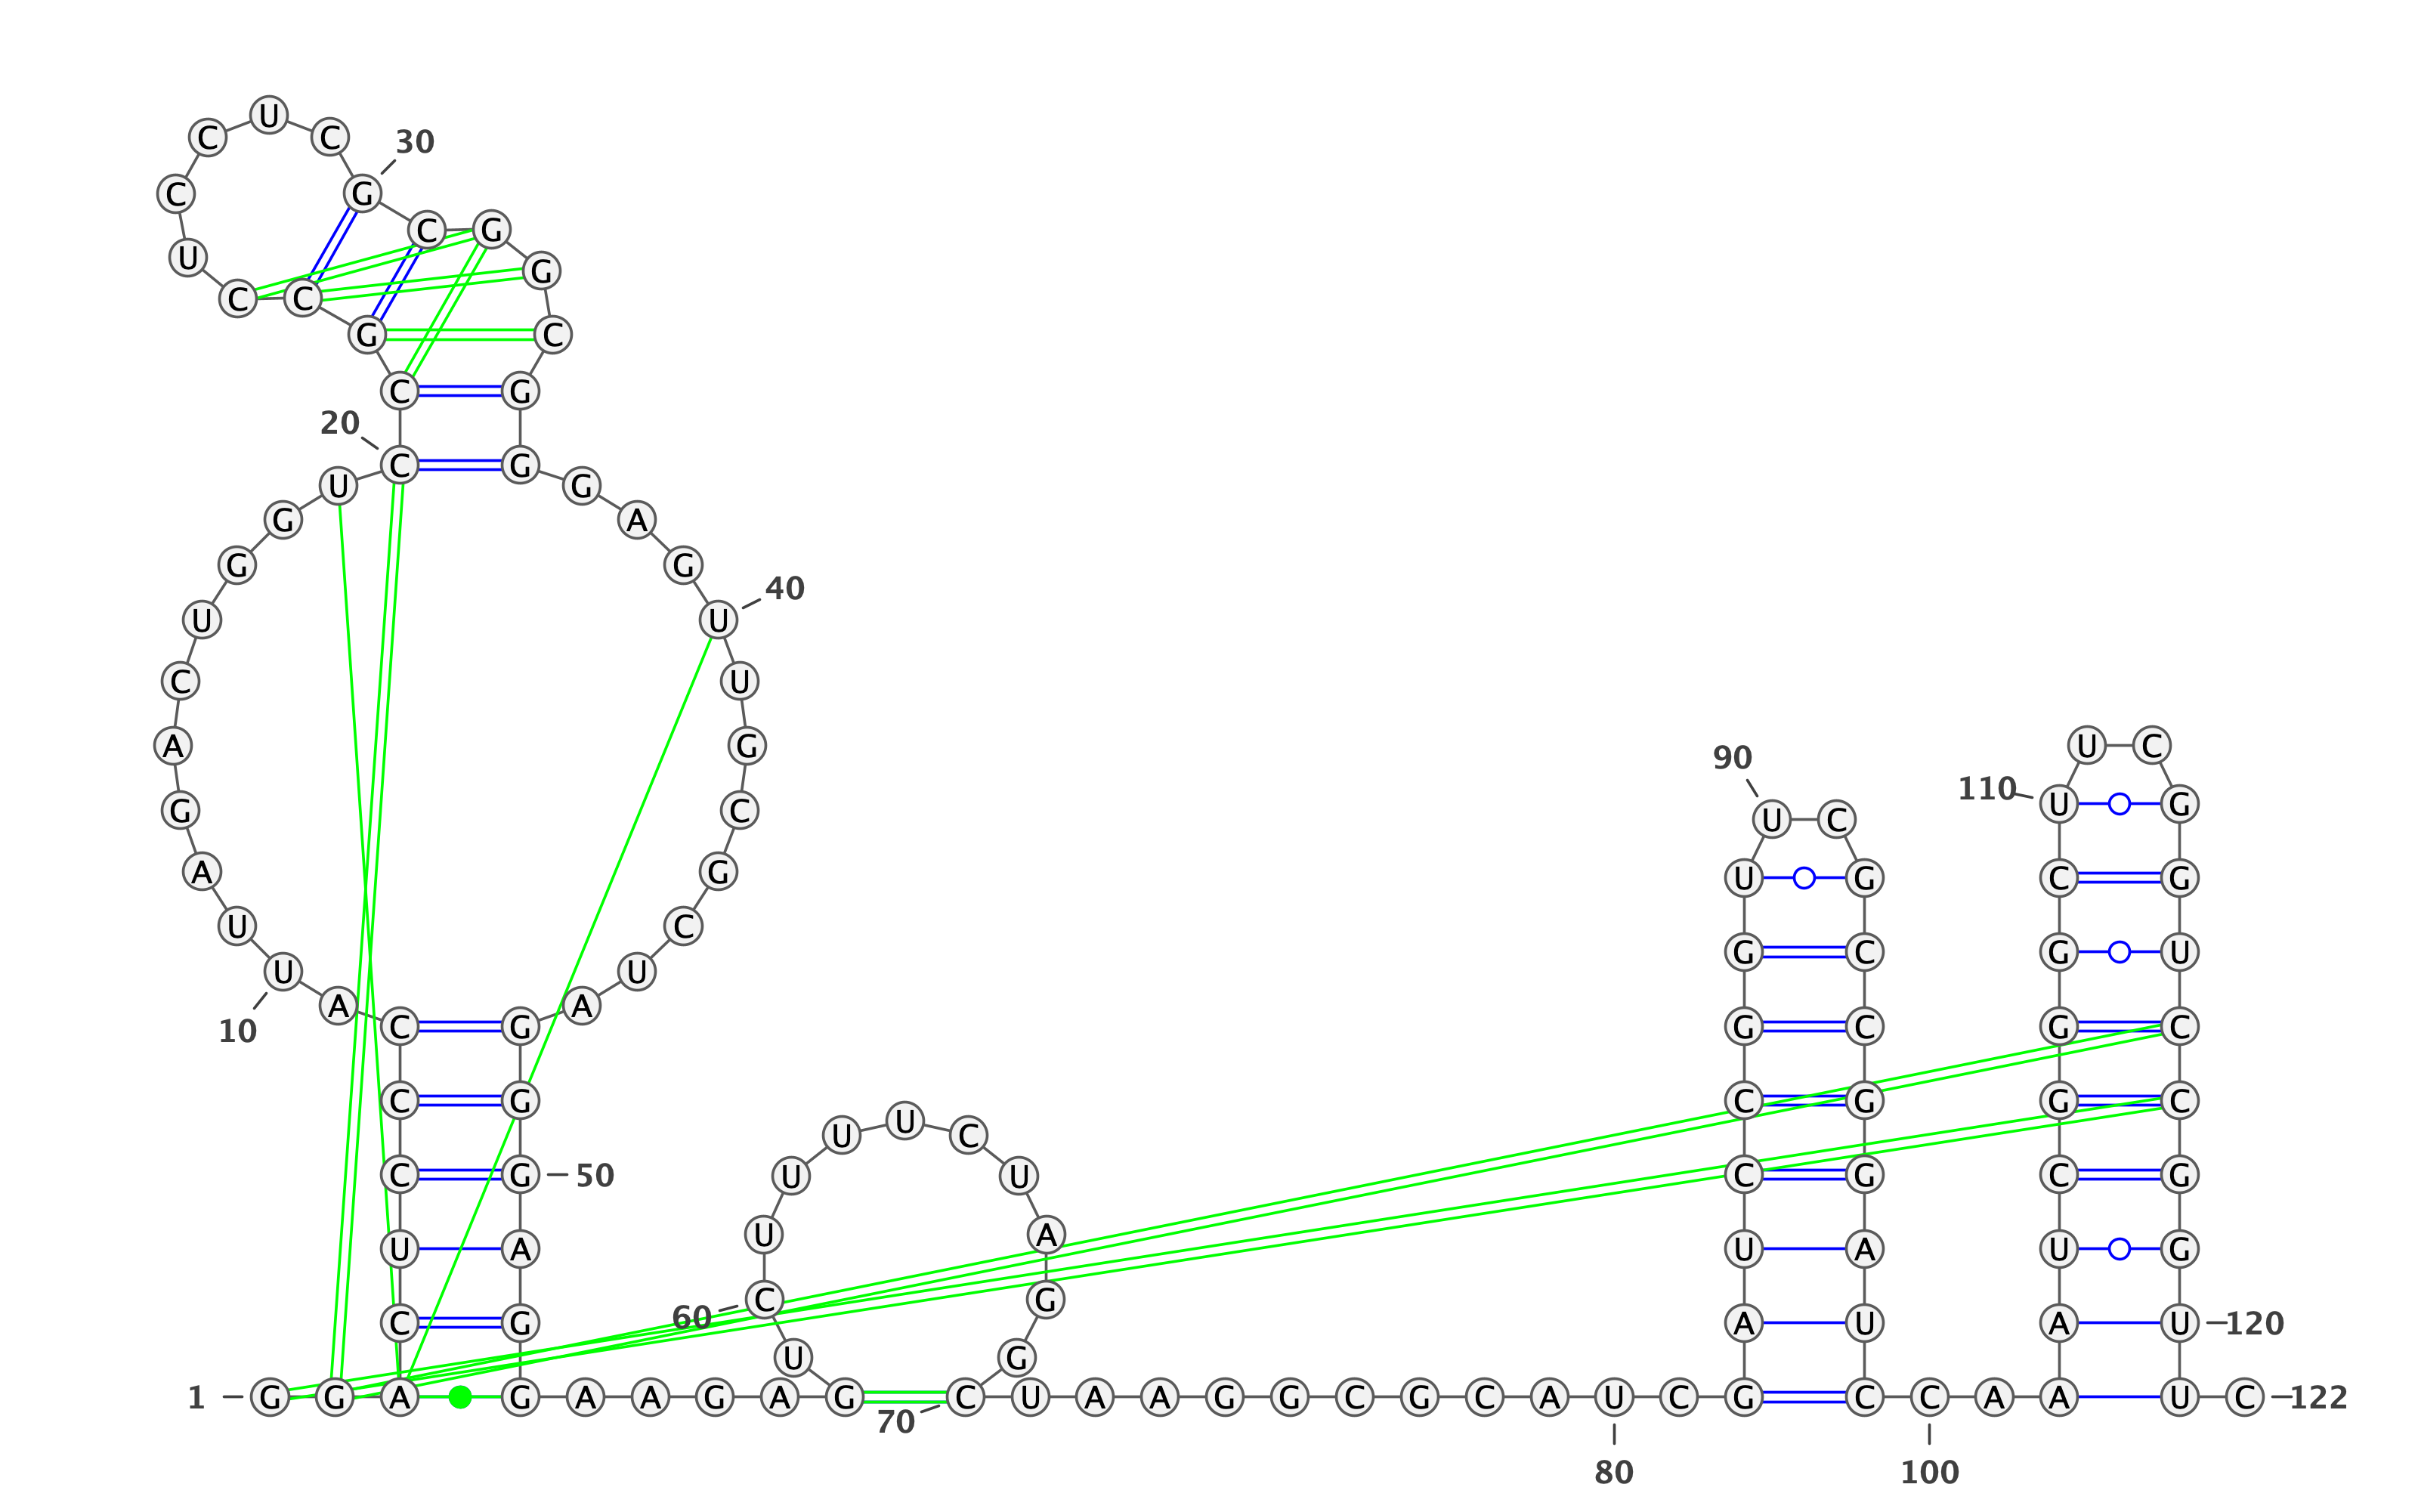 U
C C 30
C G
C G
U G
C C
G C
C G
20
C G
U G
G A
G G
40
U U
C U
A G U C
90
110
U G
G C
U C
A G U G C G
U C
G C G U
U U
A A
C G G C G C
10
C G C G G C
U
U C
C G 50 U U C G C G
U A
U A U A U G
C G
60
C G A U A U 120
U G
1 G G A G A A G A G C U A A G G C G C A U C G C C A A U C 122
70
80 100